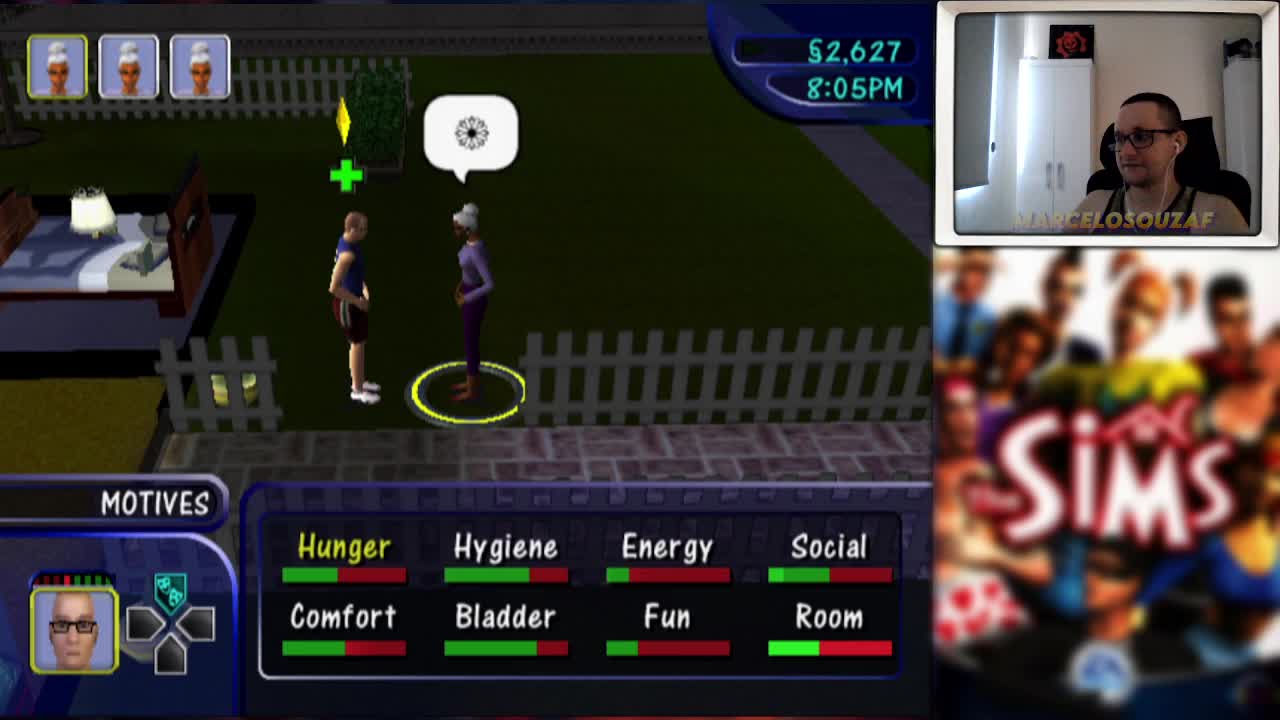 §2,627
8:05PM
MARCELOSOUZAF
MOTIVES
Hunger
Hygiene
Energy
Social
Comfort
Bladder
Fun
Room
The
SiMS